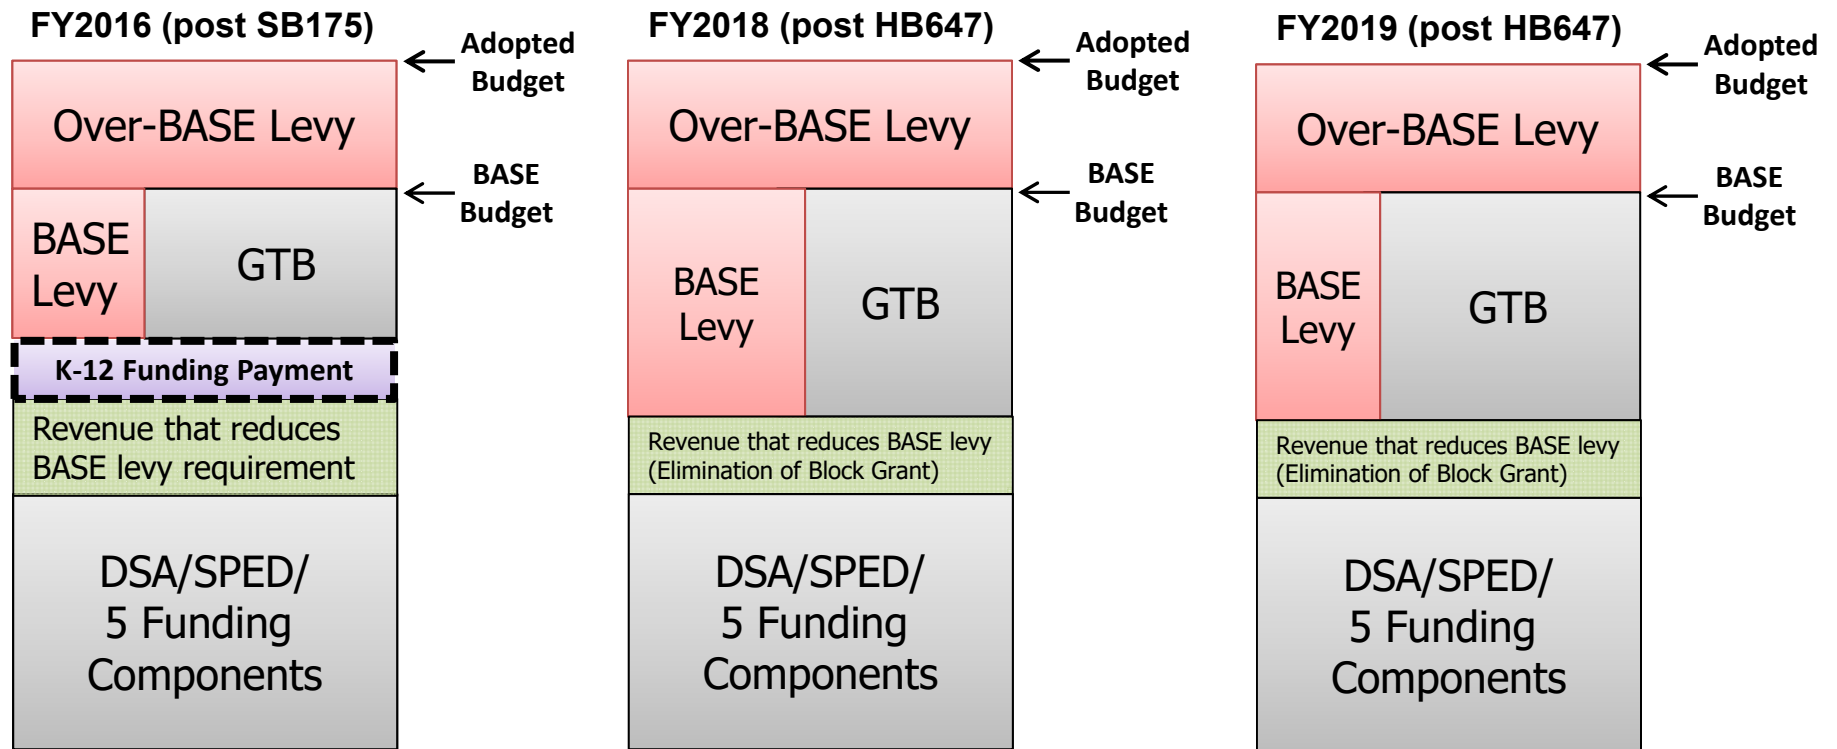 FY2016 (post SB175)
Adopted
Budget
Over-BASE Levy
BASE
Budget
BASE
Levy
GTB
K-12 Funding Payment
Revenue that reduces
BASE levy requirement
DSA/SPED/
5 Funding
Components
FY2018 (post HB647)
Adopted
Budget
Over-BASE Levy
BASE
Budget
BASE
Levy
GTB
Revenue that reduces BASE levy
(Elimination of Block Grant)
DSA/SPED/
5 Funding
Components
FY2019 (post HB647)
Adopted
Budget
Over-BASE Levy
BASE
Budget
BASE
Levy
GTB
Revenue that reduces BASE levy
(Elimination of Block Grant)
DSA/SPED/
5 Funding
Components